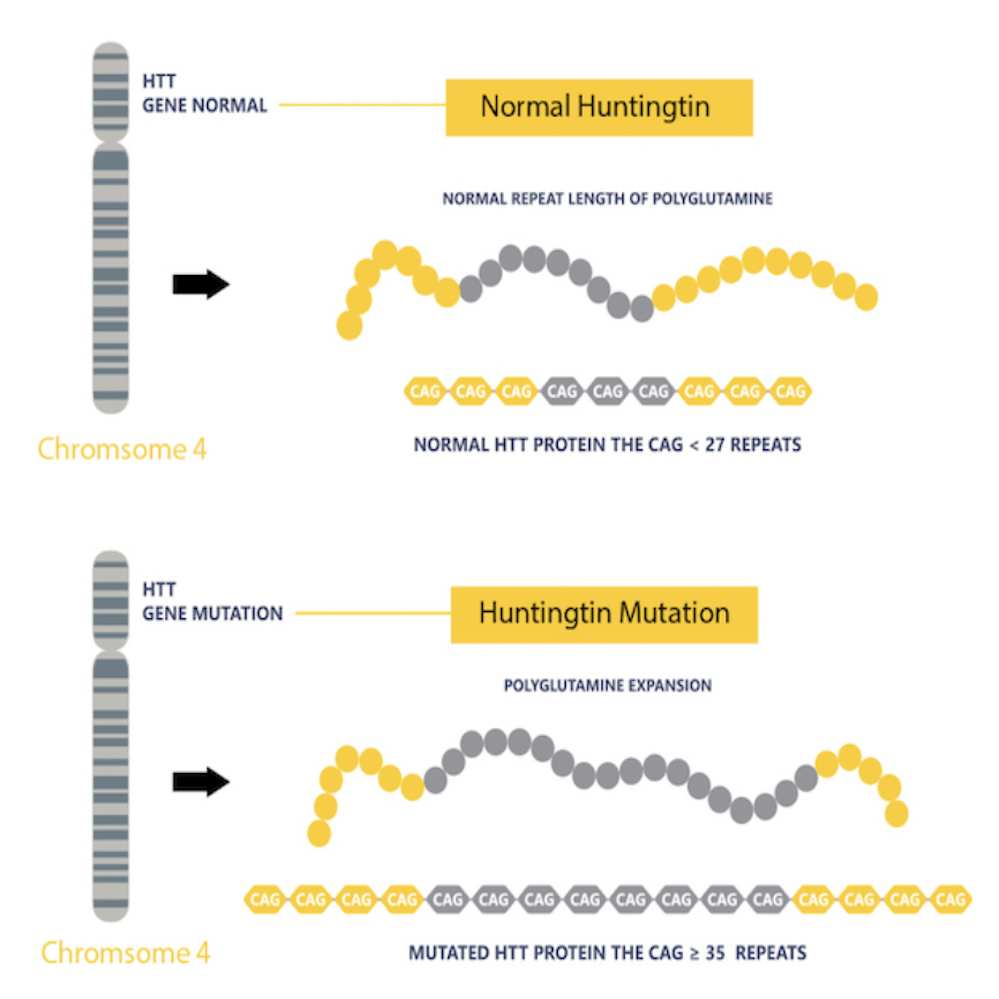 HTT
GENE NORMAL
Normal Huntingtin
NORMAL REPEAT LENGTH OF POLYGLUTAMINE
CAG CAG CAG CAG CAG CAG CAG CAG CAG
Chromsome 4
NORMAL HTT PROTEIN THE CAG < 27 REPEATS
HTT
GENE MUTATION
Huntingtin Mutation
POLYGLUTAMINE EXPANSION
CAG CAG CAG CAG CAG CAG CAG CAG CAG CAG CAG CAG CAG CAG CAG CAG
Chromsome 4
MUTATED HTT PROTEIN THE CAG ≥ 35 REPEATS